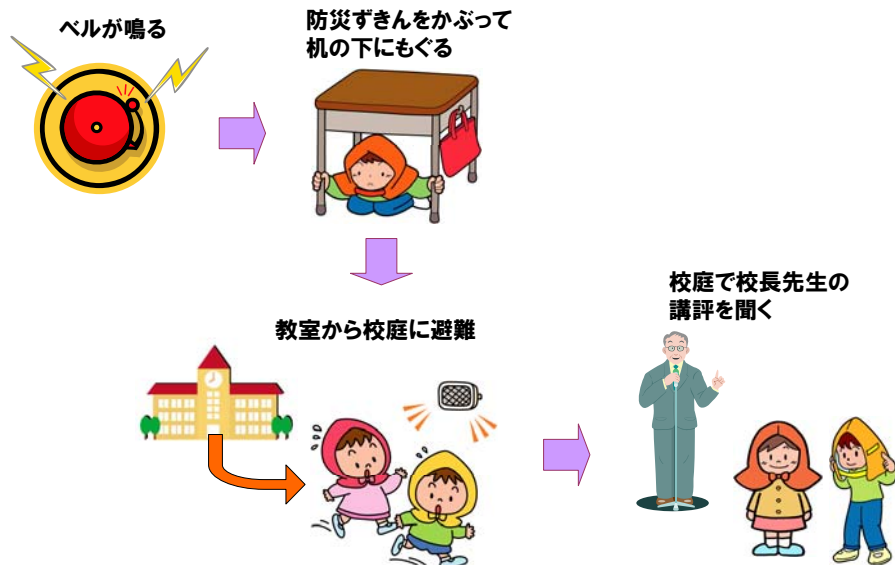 ベルが鳴る
防災ずきんをかぶって
机の下にもぐる
教室から校庭に避難
校庭で校長先生の
講評を聞く